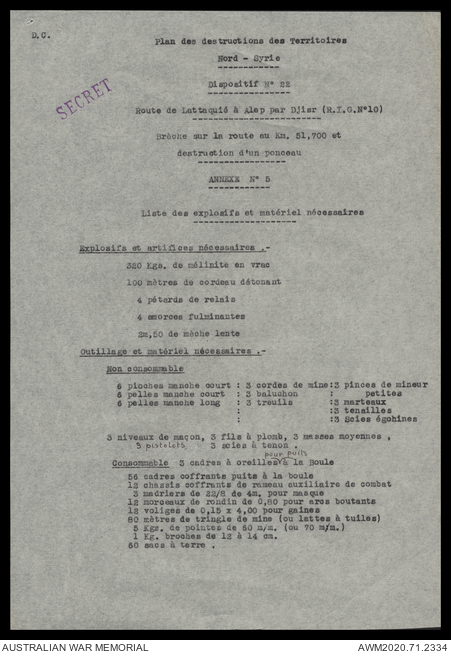 D.C.
Plan des destructions des Territoires
Nord - Syrie
Dispositif N° 22
SECRET
Route de Lattaquié à Alep par Djisr (R.I.O.N°10)
Brèche sur la route au Km, 51,700 et
destruction d'un ponceau
ANNEXE N° 5
Liste des explosifs et matériel nécessaires
Explosifs et artifices nécessaires .-
320 Kgs. de mélinite en vrac
100 mètres de cordeau détonant
4 pétards de relais
4 amorces fulminantes
2m,50 de mèche lente
Outillage et matériel nécessaires .-
Non consommable
6 pioches manche court : 3 cordes de mine:3 pinces de mineur
6 pelles manche court : 3 baluchon : petites
6 pelles manche long : 3 treuils :3 marteaux
: :3 tenailles
: :3 Scies égohines
3 niveaux de maçon, 3 fils à plomb, 3 masses moyennes ,
3 pistolets, 3 scies à tenon .
pour puits
Consommable 3 cadres à oreilles à la Boule
56 cadres coffrants puits à la boule
12 chassis coffrants de rameau auxiliaire de combat
3 madriers de 22/8 de 4m. pour masque
12 morceaux de rondin de 0,80 pour arcs boutants
12 voliges de 0,15 x 4,00 pour gaines
80 mètres de tringle de mine (ou lattes à tuiles)
5 Kgs. de pointes de 60 m/m. (ou 70 m/m.)
1 Kg. broches de 12 à 14 cm.
60 sacs à terre .
AUSTRALIAN WAR MEMORIAL
AWM2020.71.2334